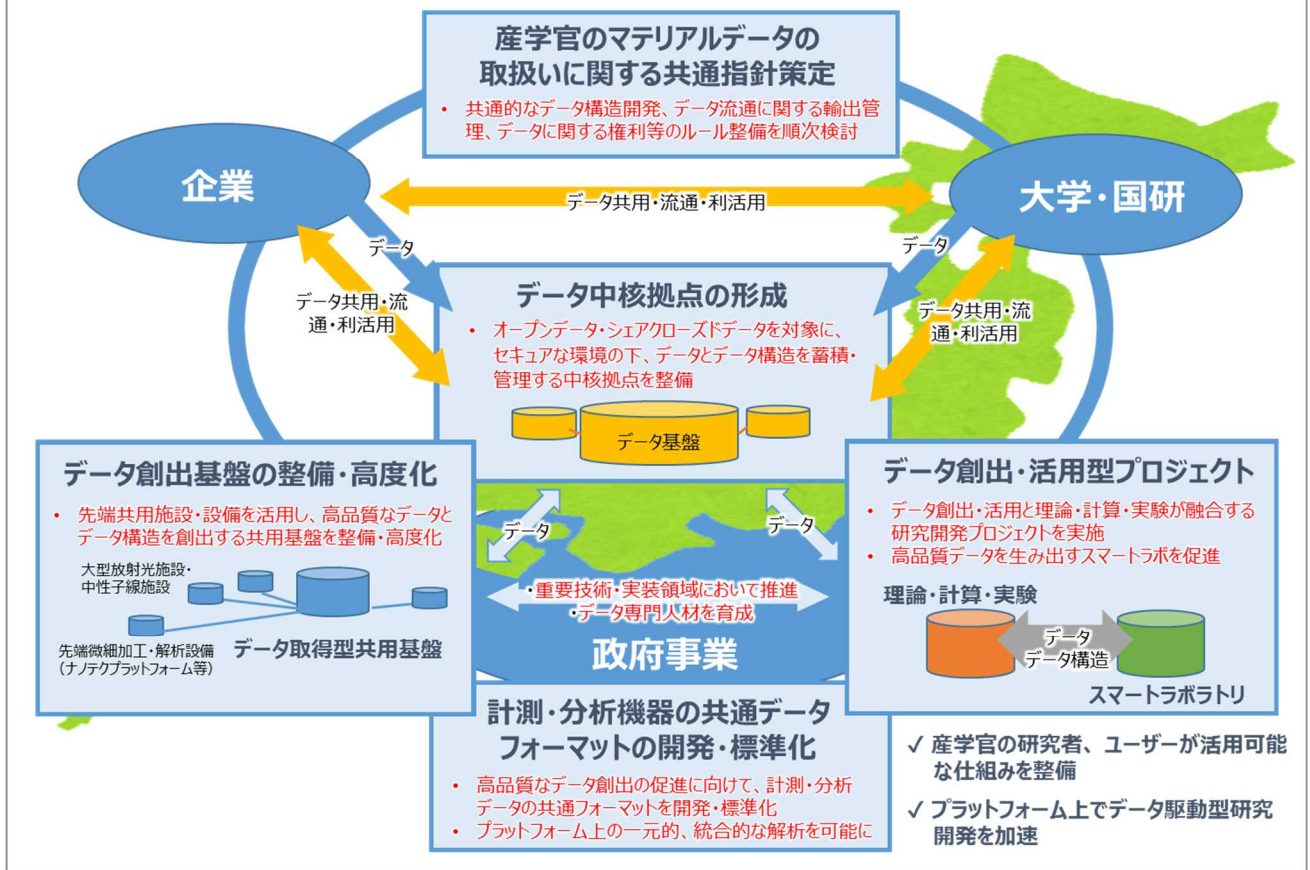 産学官のマテリアルデータの
取扱いに関する共通指針策定
• 共通的なデータ構造開発、データ流通に関する輸出管
理、データに関する権利等のルール整備を順次検討
企業
大学・国研
データ共用・流通・利活用
データ
データ
データ共用・流
通・利活用
データ共用・流
通・利活用
データ中核拠点の形成
• オープンデータ・シェアクローズドデータを対象に、
セキュアな環境の下、データとデータ構造を蓄積・
管理する中核拠点を整備
データ基盤
データ創出基盤の整備・高度化
• 先端共用施設・設備を活用し、高品質なデータと
データ構造を創出する共用基盤を整備・高度化
大型放射光施設・
中性子線施設
先端微細加工・解析設備
（ナノテクプラットフォーム等）
データ取得型共用基盤
データ
データ
・重要技術・実装領域において推進
・データ専門人材を育成
政府事業
データ創出・活用型プロジェクト
• データ創出・活用と理論・計算・実験が融合する
研究開発プロジェクトを実施
• 高品質データを生み出すスマートラボを促進
理論・計算・実験
データ
データ構造
スマートラボラトリ
計測・分析機器の共通データ
フォーマットの開発・標準化
• 高品質なデータ創出の促進に向けて、計測・分析
データの共通フォーマットを開発・標準化
• プラットフォーム上の一元的、統合的な解析を可能に
✓ 産学官の研究者、ユーザーが活用可能
な仕組みを整備
✓ プラットフォーム上でデータ駆動型研究
開発を加速